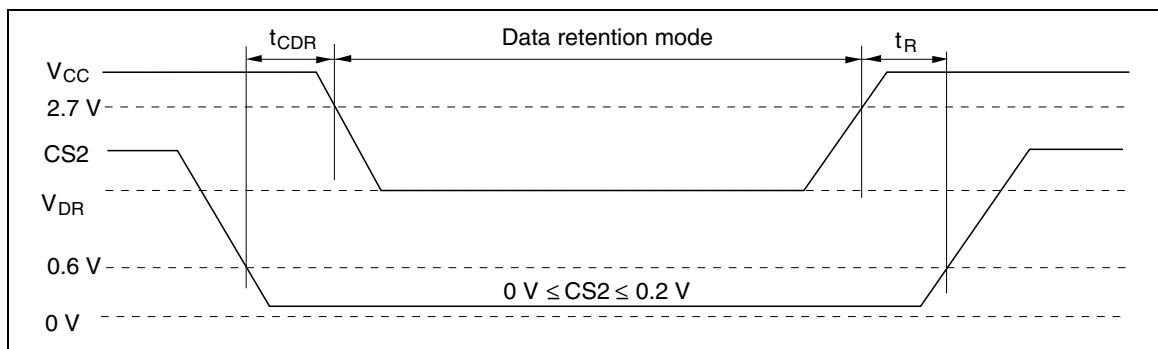 tCDR Data retention mode tR
VCC
2.7 V
CS2
VDR
0.6 V
0 V ≤ CS2 ≤ 0.2 V
0 V